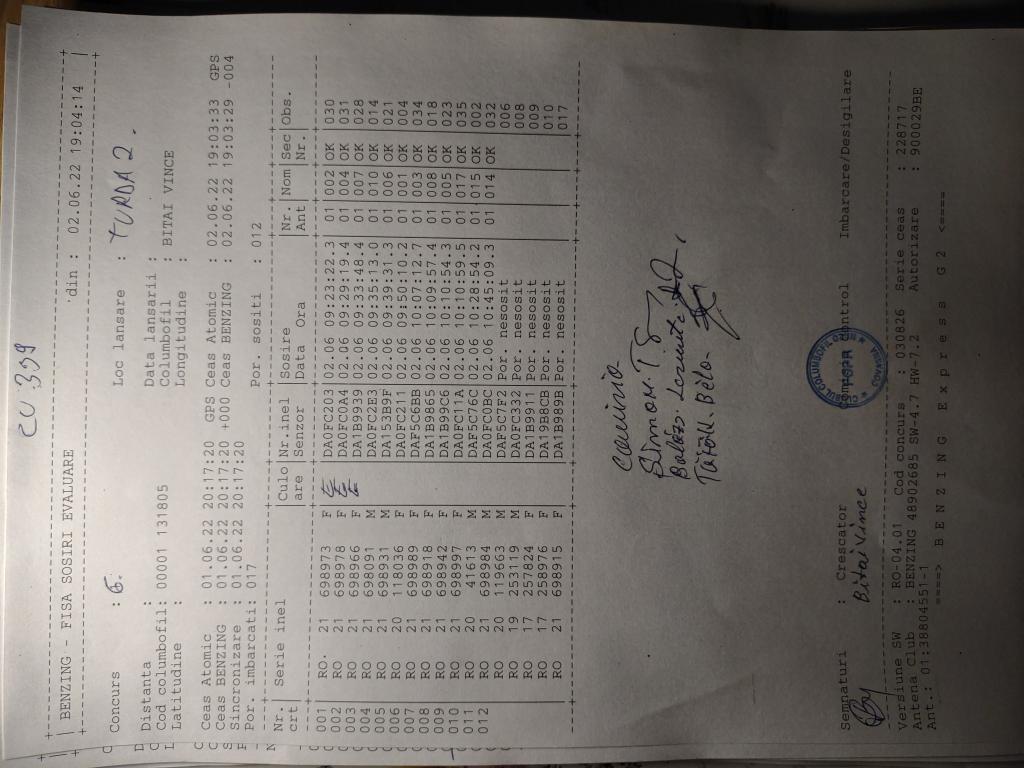 CU 399
BENZING - FISA SOSIRI EVALUARE din : 02.06.22 19:04:14
Concurs : 6. Loc lansare : TURDA 2.
Distanta : Data lansarii :
Cod columbofil: 00001 131805 Columbofil : BITAI VINCE
Latitudine : Longitudine :
Ceas Atomic : 01.06.22 20:17:20 GPS Ceas Atomic : 02.06.22 19:03:33 GPS
Ceas BENZING : 01.06.22 20:17:20 +000 Ceas BENZING : 02.06.22 19:03:29 -004
Sincronizare : 01.06.22 20:17:20
Por. imbarcati: 017 Por. sositi : 012
Nr. | Serie inel |Culo|Nr.inel |Sosire |Nr. |Nom |Sec|Obs.
crt | |are |Senzor |Data Ora |Ant | |Nr.|
001 RO. 21 698973 F DA0FC203 02.06 09:23:22.3 01 002 OK 030
002 RO 21 698978 F DA0FC0A4 02.06 09:29:19.4 01 004 OK 031
003 RO 21 698966 F DA1B9939 02.06 09:33:48.4 01 007 OK 028
004 RO 21 698091 M DA0FC2E3 02.06 09:35:13.0 01 010 OK 014
005 RO 21 698931 M DA153B9F 02.06 09:39:31.3 01 006 OK 021
006 RO 20 118036 F DA0FC211 02.06 09:50:10.2 01 001 OK 004
007 RO 21 698989 F DAF5C6BB 02.06 10:07:12.7 01 003 OK 034
008 RO 21 698918 F DA1B9865 02.06 10:09:57.4 01 008 OK 018
009 RO 21 698942 F DA1B99C6 02.06 10:10:54.3 01 005 OK 023
010 RO 21 698997 F DA0FC11A 02.06 10:10:59.5 01 017 OK 035
011 RO 20 41613 M DAF5C76C 02.06 10:28:54.2 01 015 OK 002
012 RO 21 698984 M DA0FC0BC 02.06 10:45:09.3 01 014 OK 032
RO 20 119663 M DAF5C7F2 Por. nesosit 006
RO 19 253119 M DA0FC332 Por. nesosit 008
RO 17 257824 F DA1B9911 Por. nesosit 009
RO 17 258976 F DA19B8CB Por. nesosit 010
RO 21 698915 F DA1B989B Por. nesosit 017
comisia
Simon T
Balázs
Béla
Semnaturi : Crescator Control Imbarcare/Desigilare
Bitai Vince
Versiune SW : RO-04.01 Cod concurs : 030826 Serie ceas : 228717
Antena Club : BENZING 48902685 SW-4.7 HW-7.2 Autorizare : 900029BE
Ant.: 01:38804551-1
====> B E N Z I N G E x p r e s s G 2 <====